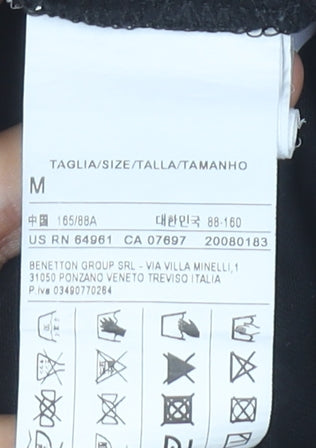 TAGLIA/SIZE/TALLA/TAMANHO
M
中国 165/88A 대한민국 88-160
US RN 64961 CA 07697 20080183
BENETTON GROUP SRL - VIA VILLA MINELLI,1
31050 PONZANO VENETO TREVISO ITALIA
P.Iva 03490770264